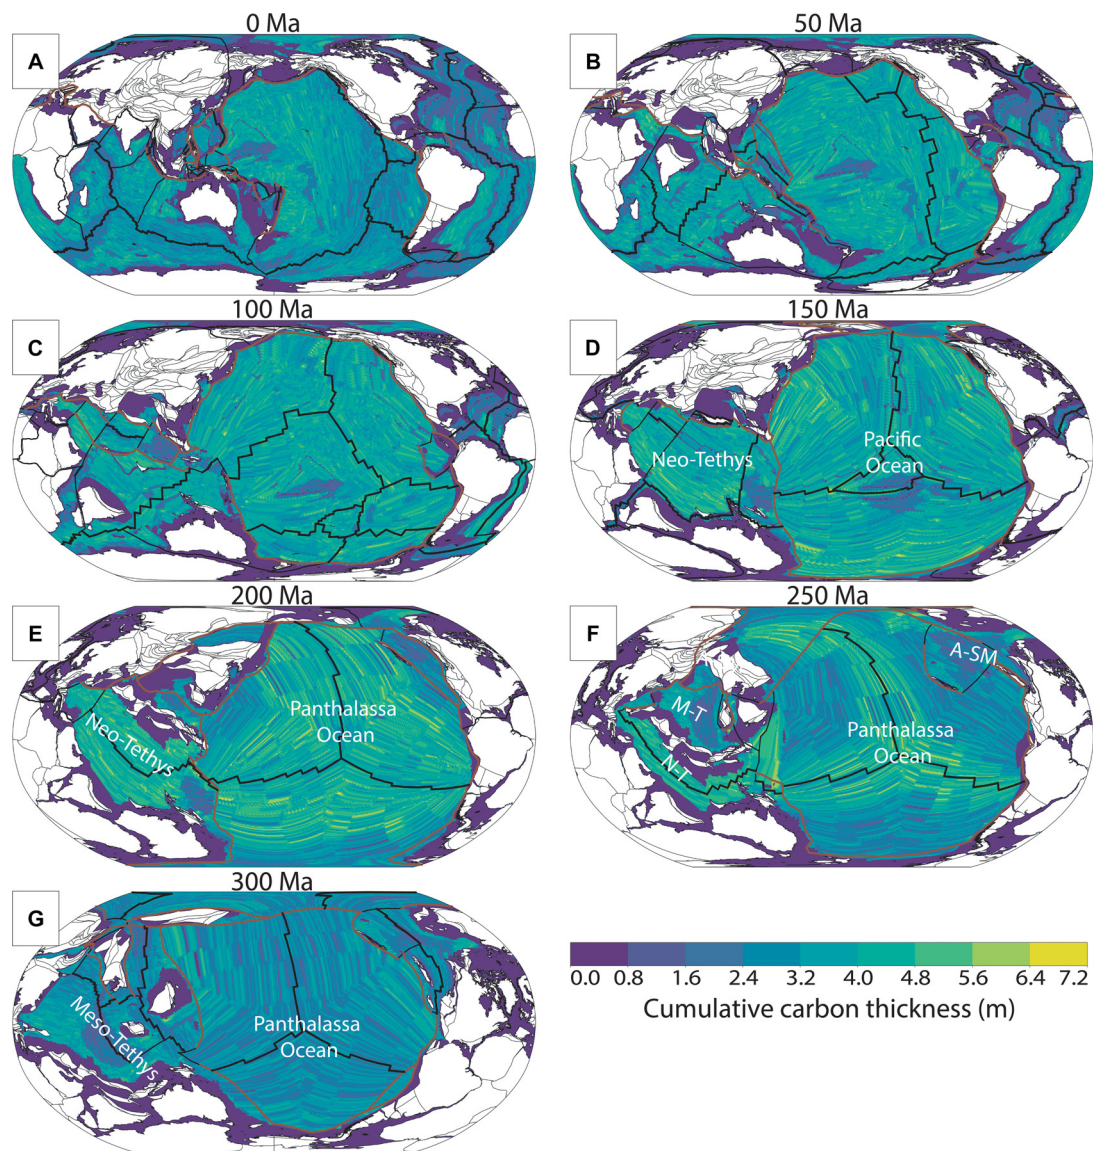 0 Ma
50 Ma
A
B
100 Ma
150 Ma
C
D
Neo-Tethys
Pacific
Ocean
200 Ma
250 Ma
E
F
Neo-Tethys
Panthalassa
Ocean
A-SM
M-T
N-T
Panthalassa
Ocean
300 Ma
G
Meso-Tethys
Panthalassa
Ocean
0.0 0.8 1.6 2.4 3.2 4.0 4.8 5.6 6.4 7.2
Cumulative carbon thickness (m)